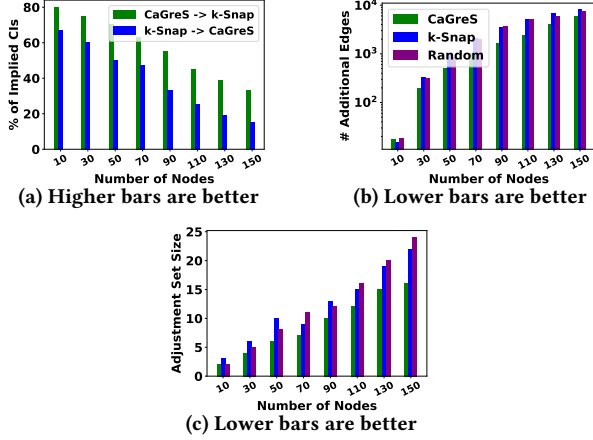 % of Implied CIs
80
60
40
20
0
CaGreS -> k-Snap
k-Snap -> CaGreS
10 30 50 70 90 110 130 150
Number of Nodes
(a) Higher bars are better
# Additional Edges
10^4
10^3
10^2
CaGreS
k-Snap
Random
10 30 50 70 90 110 130 150
Number of Nodes
(b) Lower bars are better
Adjustment Set Size
25
20
15
10
5
0
10 30 50 70 90 110 130 150
Number of Nodes
(c) Lower bars are better